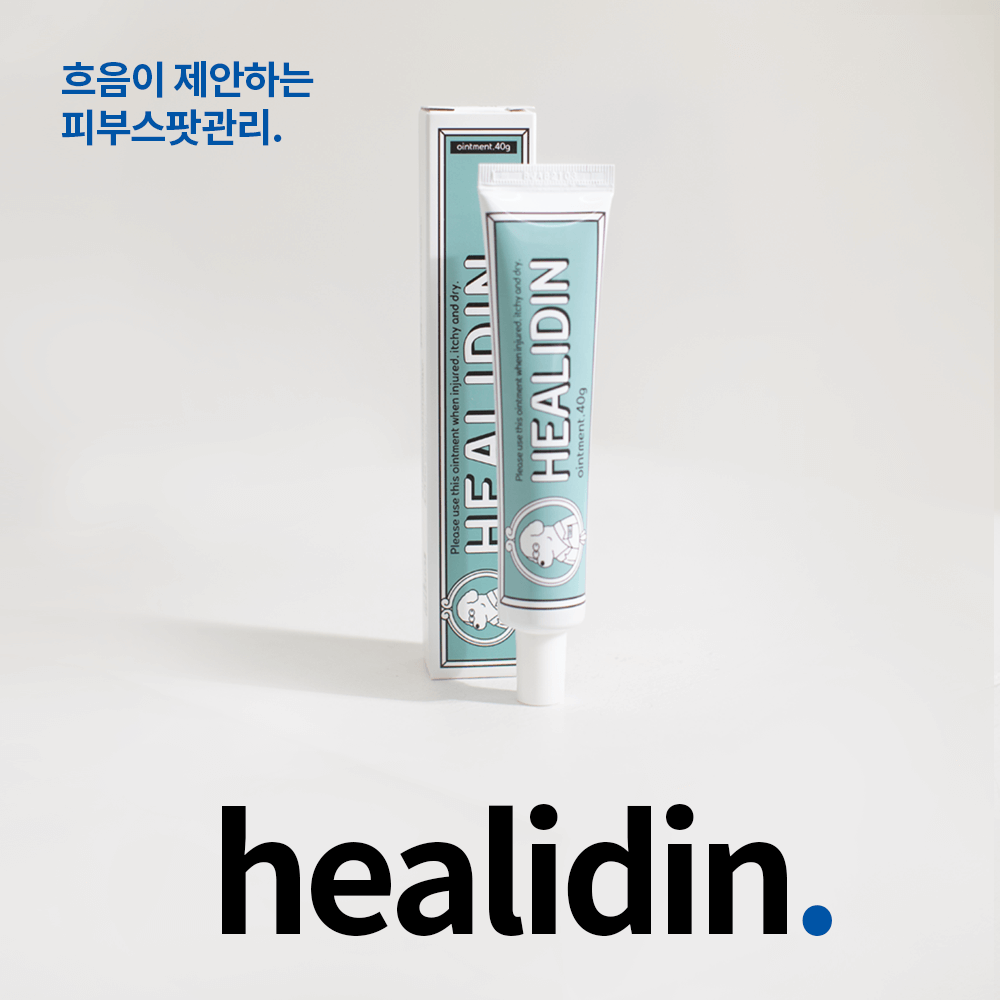 흐음이 제안하는
피부스팟관리.
ointment.40g
Please use this ointment when injured, itchy and dry.
HEALIDIN
Please use this ointment when injured, itchy and dry.
HEALIDIN
ointment.40g
healidin.